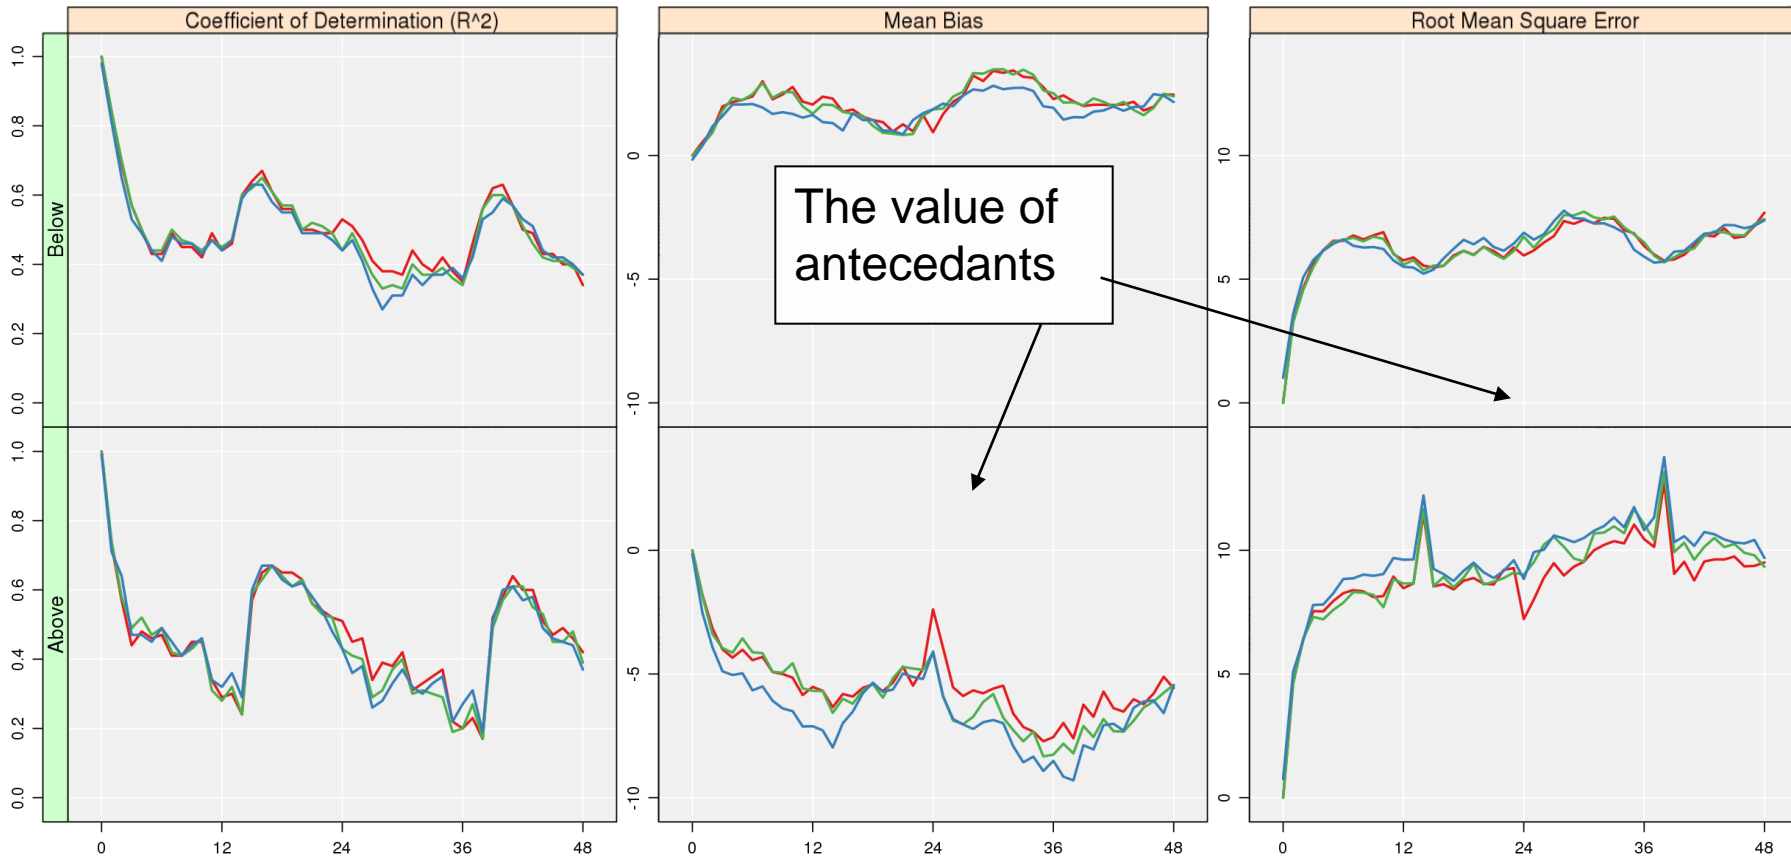 Coefficient of Determination (R^2)
Mean Bias
Root Mean Square Error
Below
1.0
0.8
0.6
0.4
0.2
0.0
0
-5
-10
10
5
0
The value of
antecedants
Above
1.0
0.8
0.6
0.4
0.2
0.0
0
-5
-10
10
5
0
0 12 24 36 48
0 12 24 36 48
0 12 24 36 48